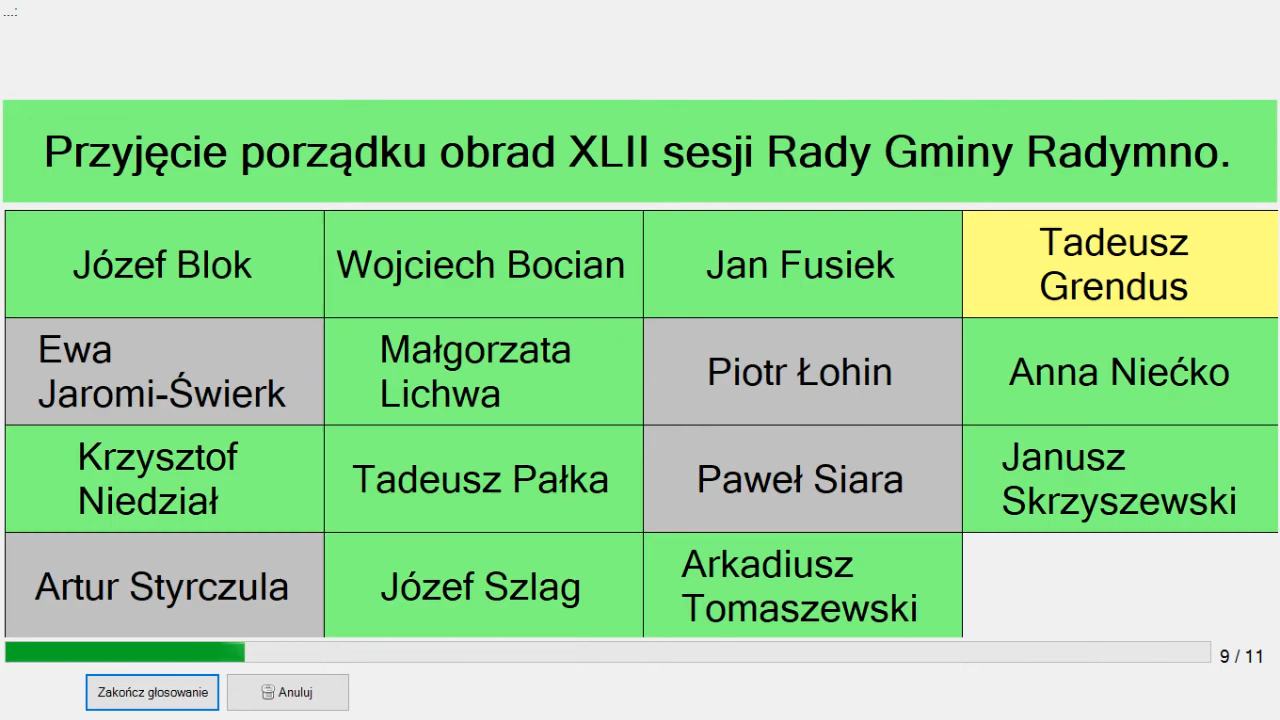 ...:
Przyjęcie porządku obrad XLII sesji Rady Gminy Radymno.
Józef Blok
Wojciech Bocian
Jan Fusiek
Tadeusz
Grendus
Ewa
Jaromi-Świerk
Małgorzata
Lichwa
Piotr Łohin
Anna Niećko
Krzysztof
Niedział
Tadeusz Pałka
Paweł Siara
Janusz
Skrzyszewski
Artur Styrczula
Józef Szlag
Arkadiusz
Tomaszewski
9 / 11
Zakończ głosowanie
Anuluj